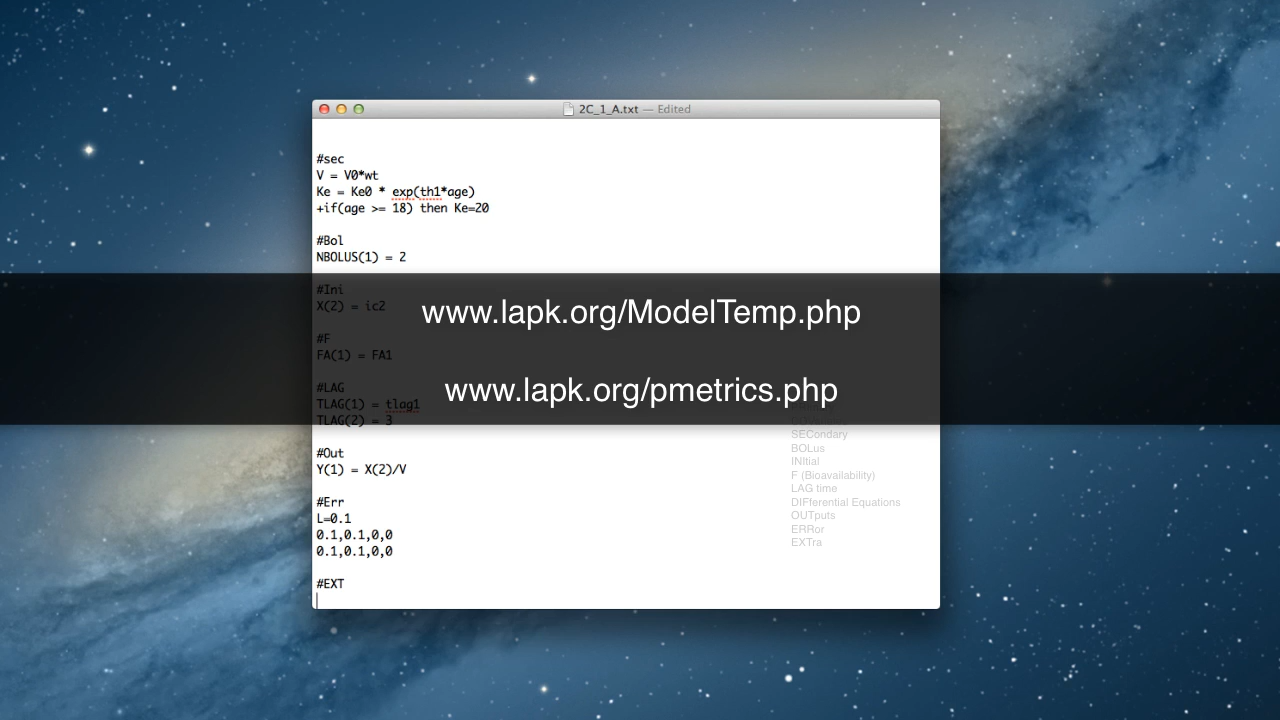 2C_1_A.txt — Edited
#sec
V = V0*wt
Ke = Ke0 * exp(th1*age)
+if(age >= 18) then Ke=20
#Bol
NBOLUS(1) = 2
#Ini
X(2) = ic2
www.lapk.org/ModelTemp.php
#F
FA(1) = FA1
#LAG
www.lapk.org/pmetrics.php
TLAG(1) = tlag1
TLAG(2) = 3
#Out
Y(1) = X(2)/V
#Err
L=0.1
0.1,0.1,0,0
0.1,0.1,0,0
#EXT
SECondary
BOLus
INItial
F (Bioavailability)
LAG time
DIFferential Equations
OUTputs
ERRor
EXTra